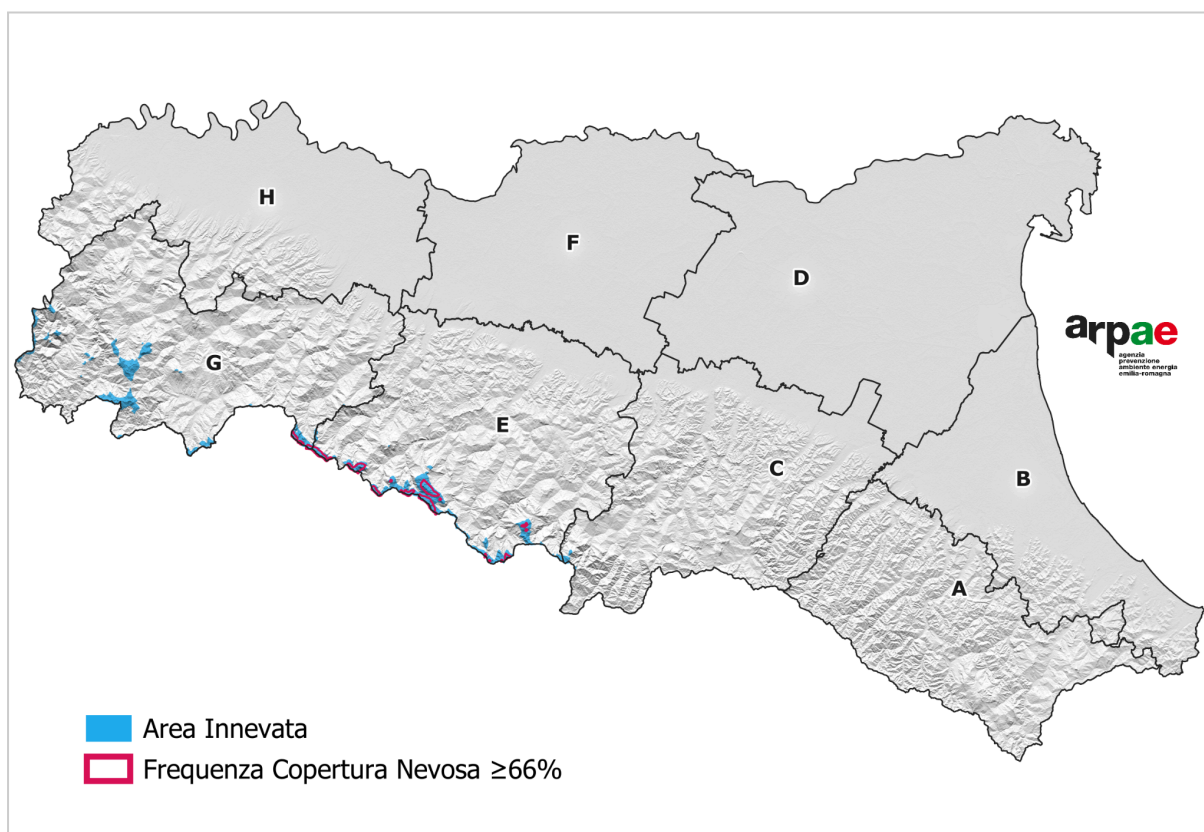 H
F
D
arpae
agenzia
prevenzione
ambiente energia
emilia-romagna
G
E
C
B
A
Area Innevata
Frequenza Copertura Nevosa ≥66%